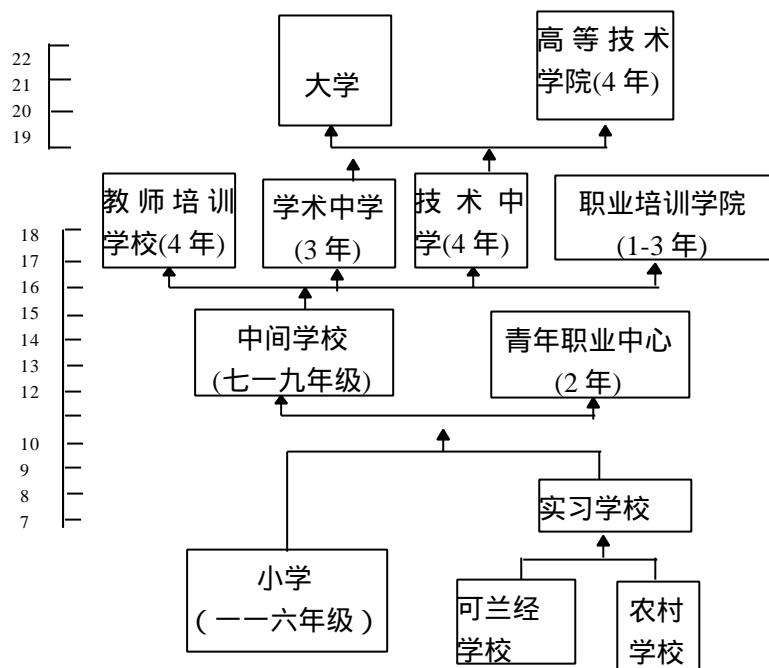 22
21
20
19
大学
高等技术
学院(4 年)
教师培训
学校(4 年)
学术中学
(3 年)
技术中
学(4 年)
职业培训学院
(1-3 年)
18
17
16
15
14
13
12
10
9
8
7
中间学校
(七一九年级)
青年职业中心
(2 年)
实习学校
小学
(一一六年级)
可兰经
学校
农村
学校